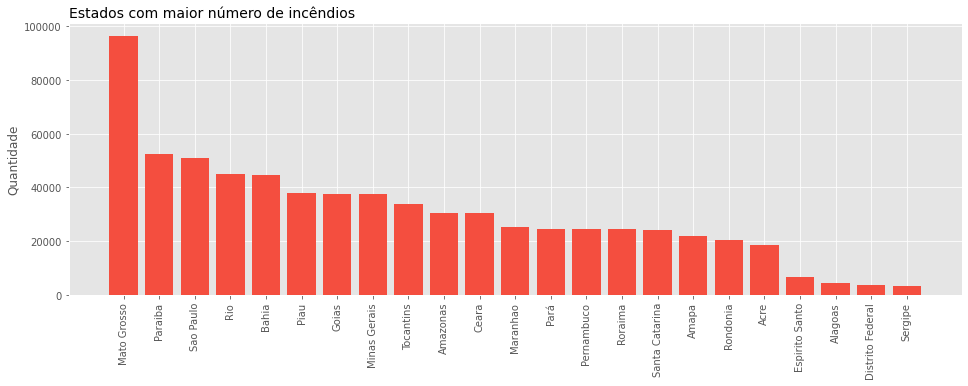 Estados com maior número de incêndios
Quantidade
100000
80000
60000
40000
20000
0
Mato Grosso
Paraiba
Sao Paulo
Rio
Bahia
Piau
Goias
Minas Gerais
Tocantins
Amazonas
Ceara
Maranhao
Pará
Pernambuco
Roraima
Santa Catarina
Amapa
Rondonia
Acre
Espirito Santo
Alagoas
Distrito Federal
Sergipe